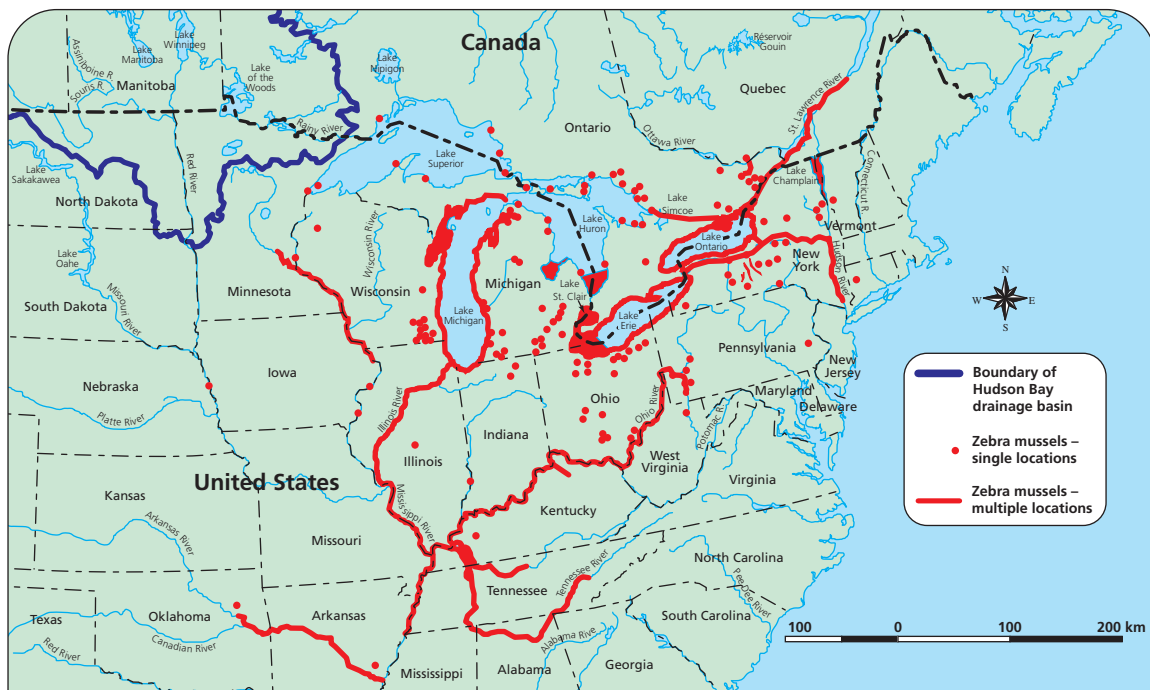 Canada
Lake
Winnipeg
Lake
Manitoba
Assiniboine R
Souris R
Manitoba
Lake
of the
Woods
Lake
Nipigon
Réservoir
Gouin
Quebec
Ontario
Rainy River
Ottawa River
St. Lawrence River
Lake
Superior
Red River
Lake
Sakakawea
North Dakota
Lake
Champlain
Connecticut R.
Lake
Simcoe
Lake
Huron
Vermont
Wisconsin River
Lake
Ontario
New
York
Hudson River
Lake
Oahe
South Dakota
Missouri River
Minnesota
Wisconsin
Michigan
Lake
St. Clair
Lake
Michigan
Lake
Erie
N
W
E
S
Pennsylvania
New
Jersey
Maryland
Delaware
Iowa
Nebraska
Platte River
Illinois River
Ohio
Ohio River
Potomac R.
Indiana
Illinois
West
Virginia
Virginia
United States
Kansas
Arkansas River
Mississippi River
Missouri
Kentucky
Tennessee River
Tennessee
North Carolina
Pee Dee River
South Carolina
Texas
Oklahoma
Arkansas
Canadian River
Red River
Mississippi
Alabama
Alabama Rive
Georgia
Boundary of
Hudson Bay
drainage basin
Zebra mussels –
single locations
Zebra mussels –
multiple locations
100 0 100 200 km